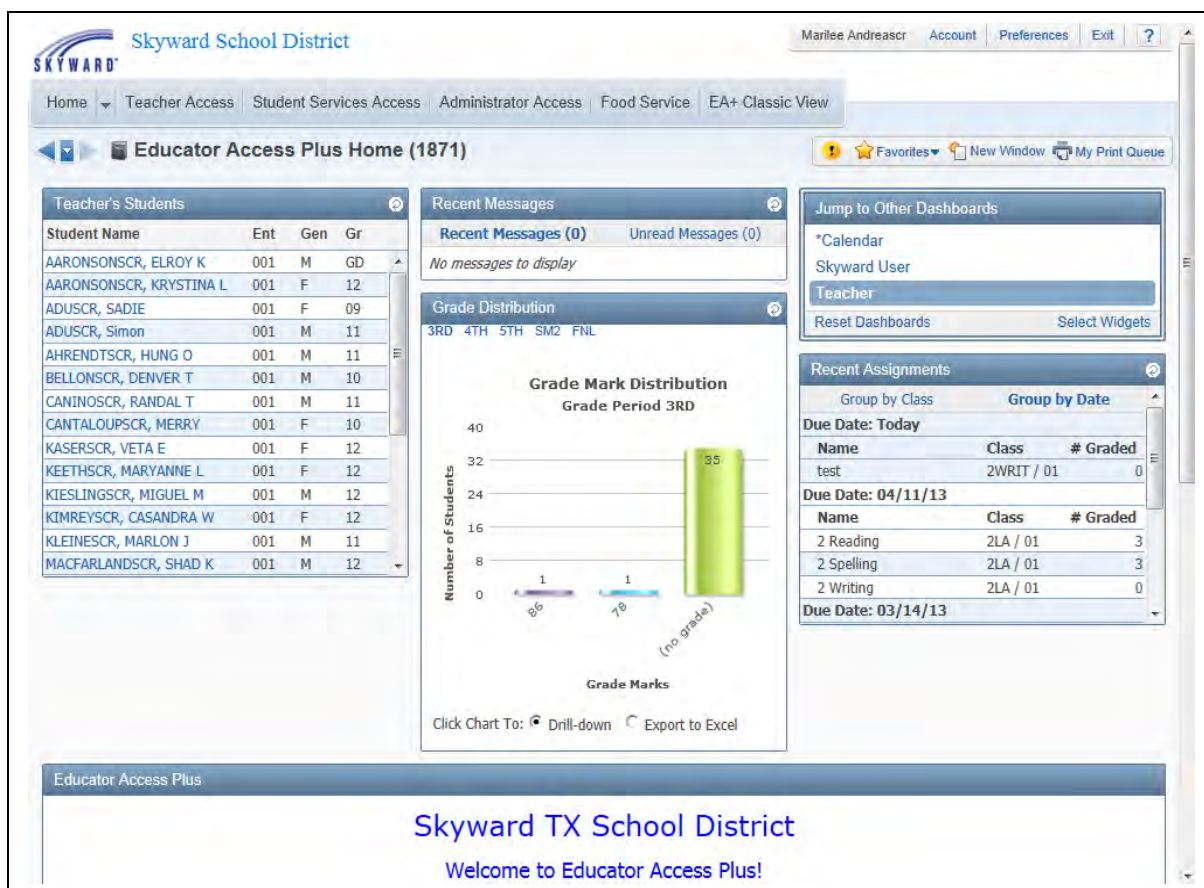 Skyward School District
SKYWARD
Marilee Andreascr Account Preferences Exit ?
Home Teacher Access Student Services Access Administrator Access Food Service EA+ Classic View
Educator Access Plus Home (1871)
! Favorites New Window My Print Queue
Teacher's Students
Student Name Ent Gen Gr
AARONSONSCR, ELROY K 001 M GD
AARONSONSCR, KRYSTINA L 001 F 12
ADUSCR, SADIE 001 F 09
ADUSCR, Simon 001 M 11
AHRENDTSCR, HUNG O 001 M 11
BELLONSCR, DENVER T 001 M 10
CANINOSCR, RANDAL T 001 M 11
CANTALOUPSCR, MERRY 001 F 10
KASERSCR, VETA E 001 F 12
KEETHSCR, MARYANNE L 001 F 12
KIESLINGSCR, MIGUEL M 001 M 12
KIMREYSCR, CASANDRA W 001 F 12
KLEINESCR, MARLON J 001 M 11
MACFARLANDSCR, SHAD K 001 M 12
Recent Messages
Recent Messages (0) Unread Messages (0)
No messages to display
Grade Distribution
3RD 4TH 5TH SM2 FNL
Grade Mark Distribution
Grade Period 3RD
Number of Students
40
32
24
16
8
0
1 1 35
86 78 (no grade)
Grade Marks
Click Chart To: Drill-down Export to Excel
Jump to Other Dashboards
*Calendar
Skyward User
Teacher
Reset Dashboards Select Widgets
Recent Assignments
Group by Class Group by Date
Due Date: Today
Name Class # Graded
test 2WRIT / 01 0
Due Date: 04/11/13
Name Class # Graded
2 Reading 2LA / 01 3
2 Spelling 2LA / 01 3
2 Writing 2LA / 01 0
Due Date: 03/14/13
Educator Access Plus
Skyward TX School District
Welcome to Educator Access Plus!